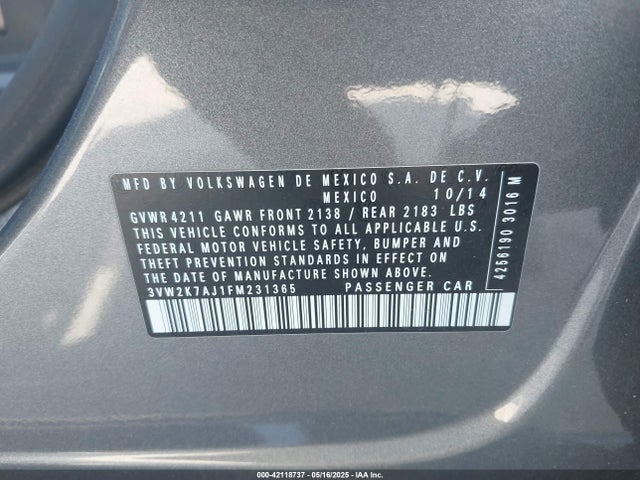 MFD BY VOLKSWAGEN DE MEXICO S.A. DE C.V.
MEXICO 10/14
GVWR 4211 GAWR FRONT 2138 / REAR 2183 LBS
THIS VEHICLE CONFORMS TO ALL APPLICABLE U.S.
FEDERAL MOTOR VEHICLE SAFETY, BUMPER AND
THEFT PREVENTION STANDARDS IN EFFECT ON
THE DATE OF MANUFACTURE SHOWN ABOVE.
3VW2K7AJ1FM231365 PASSENGER CAR
4256190 3016 M
000-42118737 - 05/16/2025 - IAA Inc.